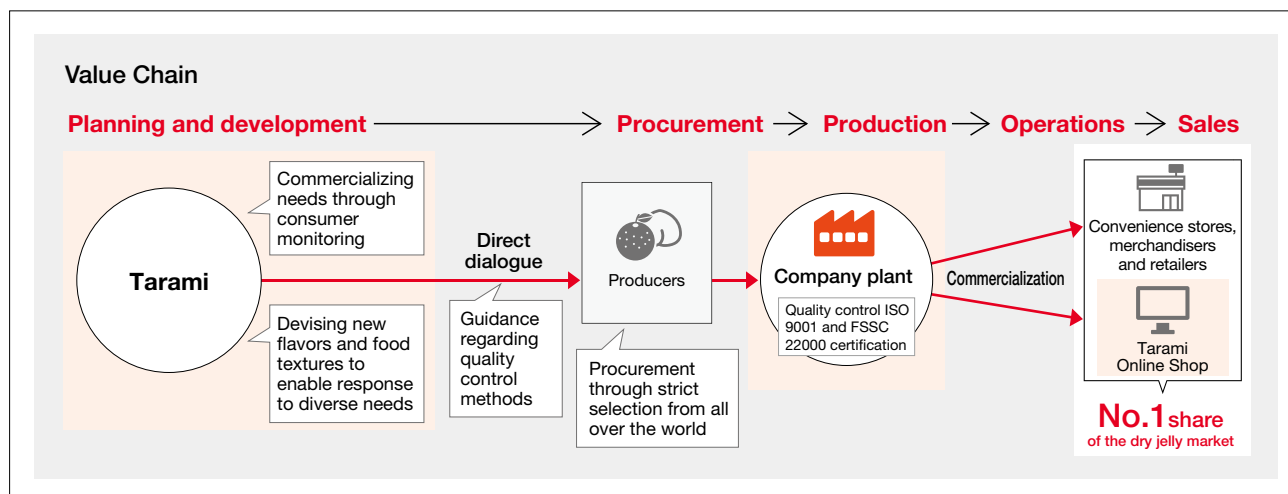 Value Chain
Planning and development
Procurement
Production
Operations
Sales
Tarami
Commercializing
needs through
consumer
monitoring
Devising new
flavors and food
textures to
enable response
to diverse needs
Direct
dialogue
Guidance
regarding
quality
control
methods
Producers
Procurement
through strict
selection from all
over the world
Company plant
Quality control ISO
9001 and FSSC
22000 certification
Commercialization
Convenience stores,
merchandisers
and retailers
Tarami
Online Shop
No.1 share
of the dry jelly market